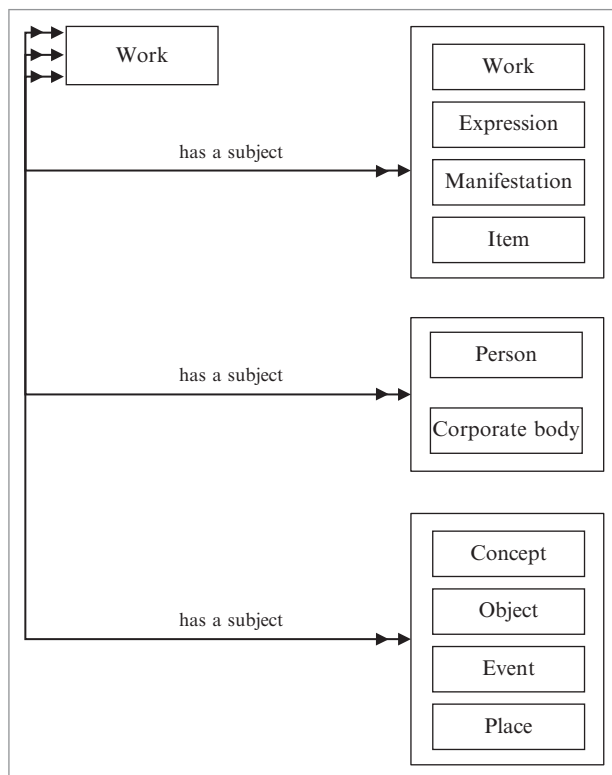 Work
Work
Expression
Manifestation
Item
has a subject
Person
Corporate body
has a subject
Concept
Object
Event
Place
has a subject